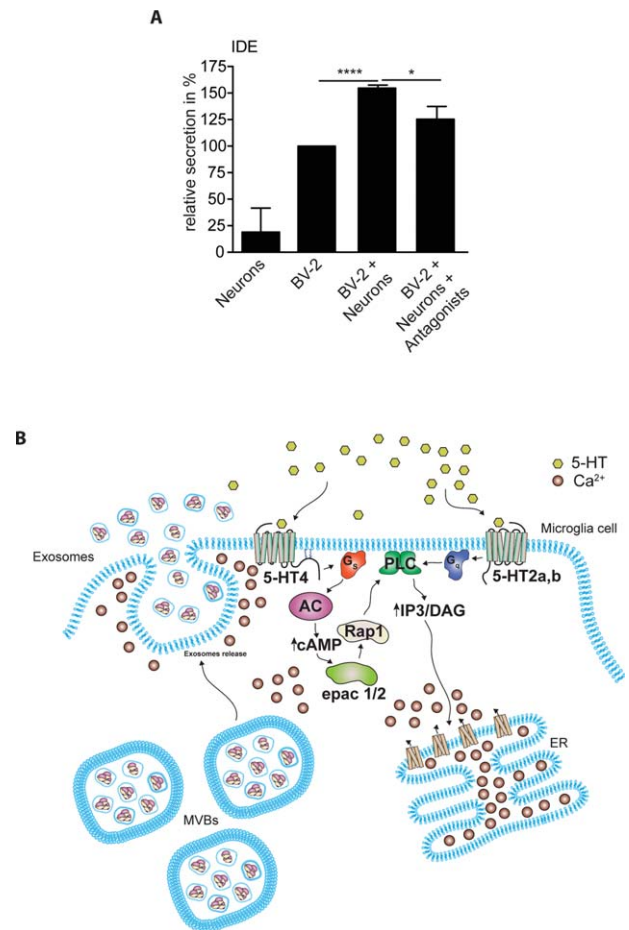 A
IDE
relative secretion in %
175
150
125
100
75
50
25
0
****
*
Neurons
BV-2
BV-2 +
Neurons
BV-2 +
Neurons +
Antagonists
B
5-HT
Ca²⁺
Microglia cell
Exosomes
5-HT4
Gs
PLC
Gq
5-HT2a,b
AC
↑IP3/DAG
↑cAMP
Rap1
epac 1/2
Exosomes release
ER
MVBs